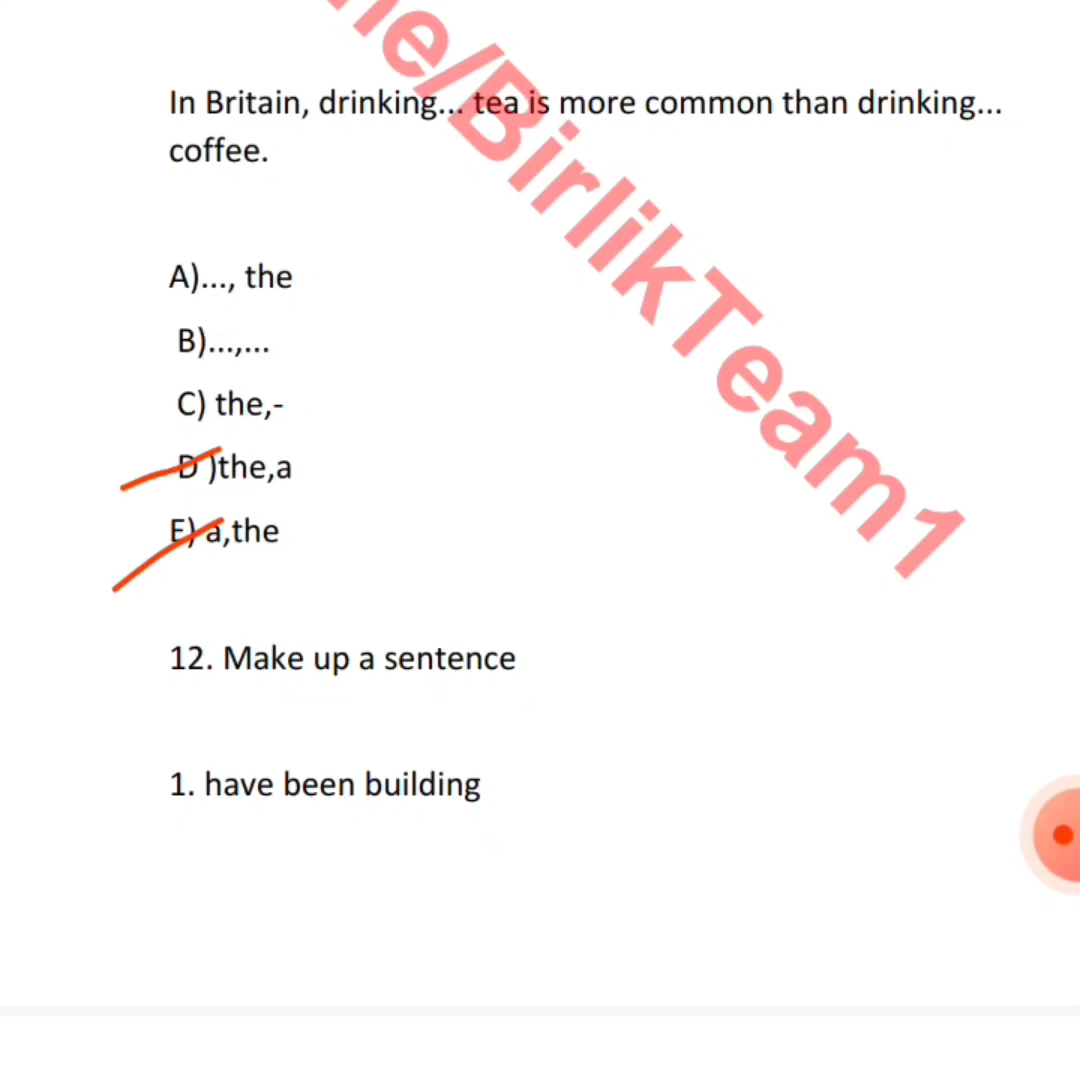 me/BirlikTeam1
In Britain, drinking... tea is more common than drinking...
coffee.
A)..., the
B)...,...
C) the,-
D )the,a
E) a,the
12. Make up a sentence
1. have been building